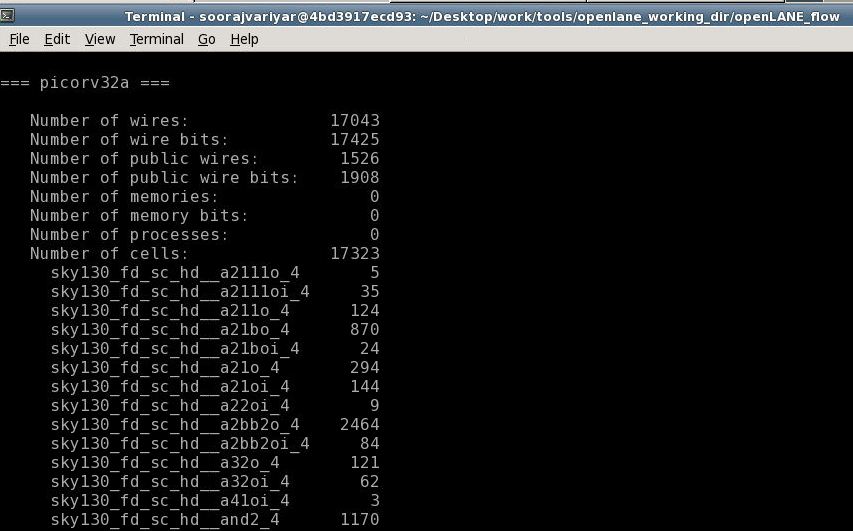 Terminal - soorajvariyar@4bd3917ecd93: ~/Desktop/work/tools/openlane_working_dir/openLANE_flow
File Edit View Terminal Go Help
=== picorv32a ===
Number of wires: 17043
Number of wire bits: 17425
Number of public wires: 1526
Number of public wire bits: 1908
Number of memories: 0
Number of memory bits: 0
Number of processes: 0
Number of cells: 17323
sky130_fd_sc_hd__a2111o_4 5
sky130_fd_sc_hd__a2111oi_4 35
sky130_fd_sc_hd__a211o_4 124
sky130_fd_sc_hd__a21bo_4 870
sky130_fd_sc_hd__a21boi_4 24
sky130_fd_sc_hd__a21o_4 294
sky130_fd_sc_hd__a21oi_4 144
sky130_fd_sc_hd__a22oi_4 9
sky130_fd_sc_hd__a2bb2o_4 2464
sky130_fd_sc_hd__a2bb2oi_4 84
sky130_fd_sc_hd__a32o_4 121
sky130_fd_sc_hd__a32oi_4 62
sky130_fd_sc_hd__a41oi_4 3
sky130_fd_sc_hd__and2_4 1170